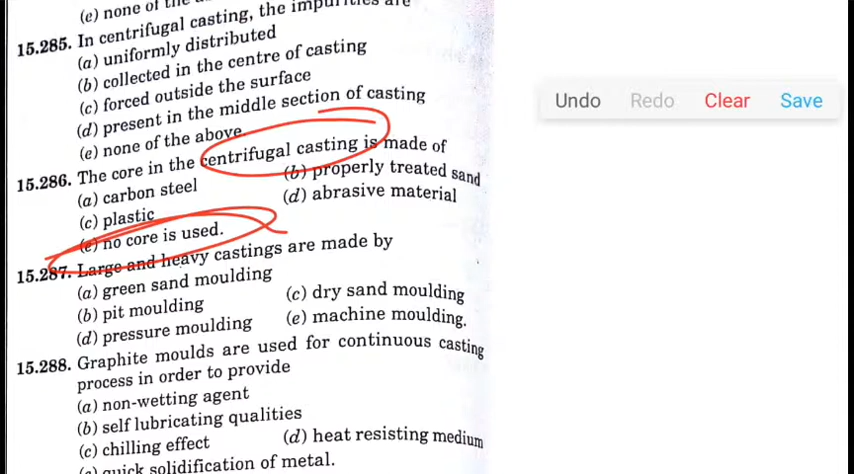 (e) none of the
15.285. In centrifugal casting, the impurities are
(a) uniformly distributed
(b) collected in the centre of casting
(c) forced outside the surface
(d) present in the middle section of casting
(e) none of the above
15.286. The core in the centrifugal casting is made of
(a) carbon steel (b) properly treated sand
(c) plastic (d) abrasive material
(e) no core is used.
15.287. Large and heavy castings are made by
(a) green sand moulding
(b) pit moulding (c) dry sand moulding
(d) pressure moulding (e) machine moulding.
15.288. Graphite moulds are used for continuous casting
process in order to provide
(a) non-wetting agent
(b) self lubricating qualities
(c) chilling effect (d) heat resisting medium
(e) quick solidification of metal.
Undo Redo Clear Save